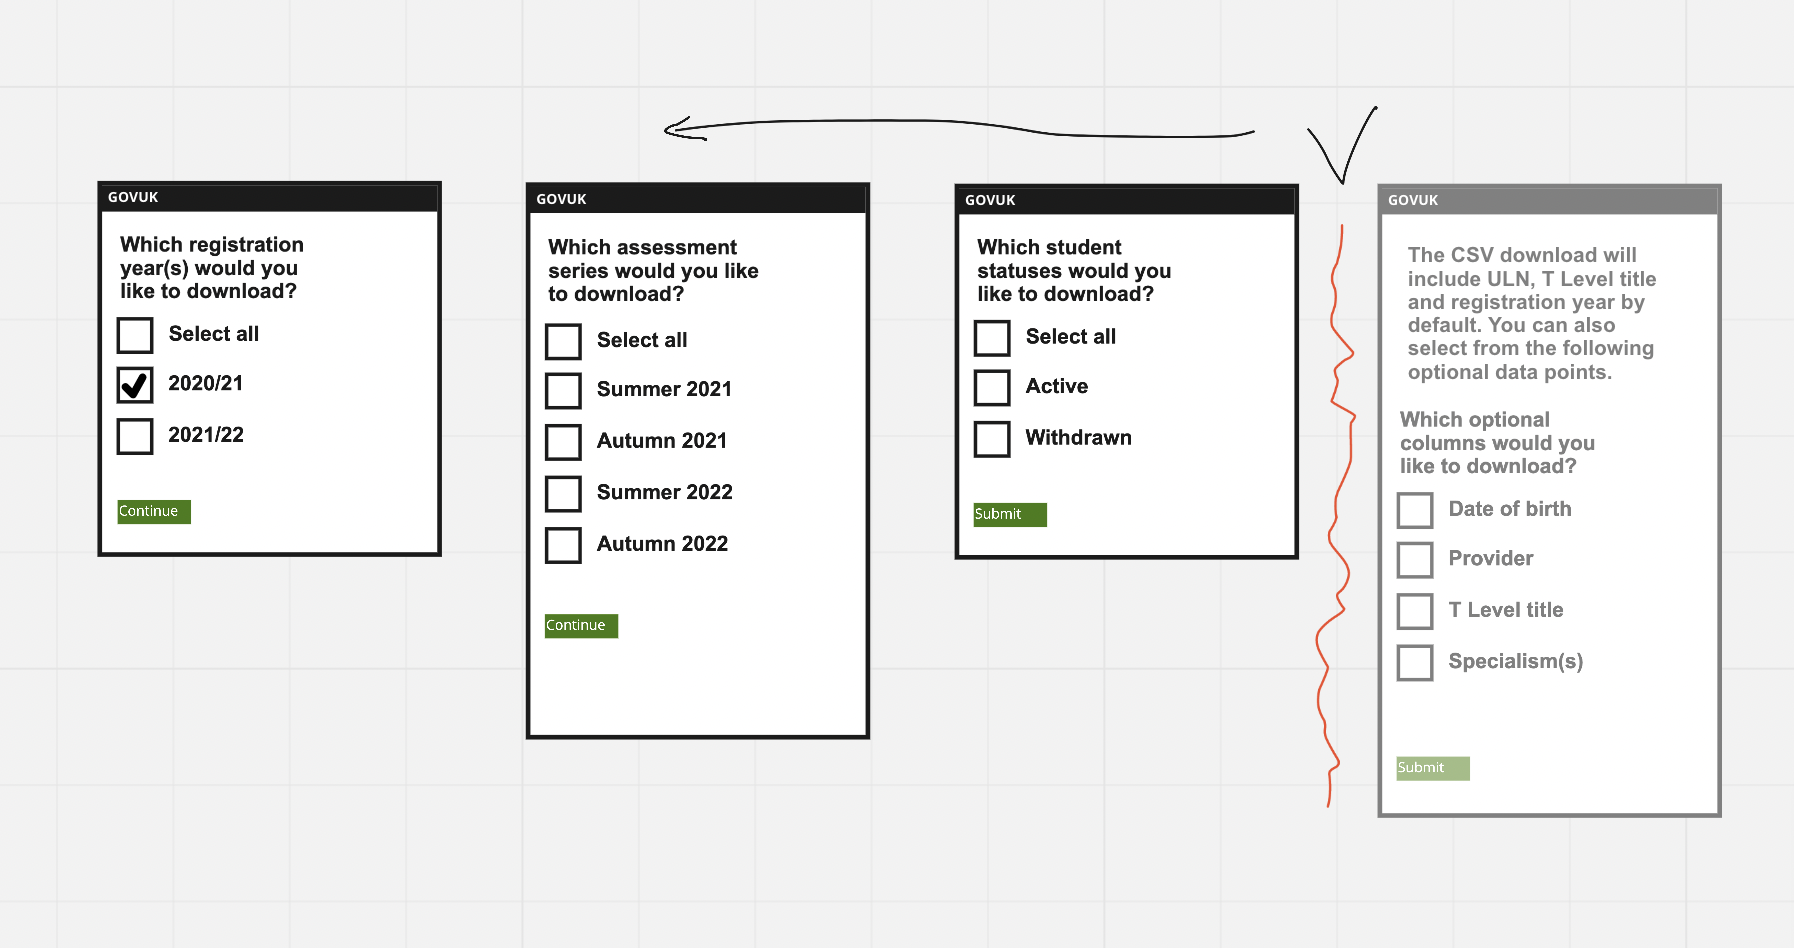 GOVUK
Which registration
year(s) would you
like to download?
Select all
2020/21
2021/22
Continue
GOVUK
Which assessment
series would you like
to download?
Select all
Summer 2021
Autumn 2021
Summer 2022
Autumn 2022
Continue
GOVUK
Which student
statuses would you
like to download?
Select all
Active
Withdrawn
Submit
GOVUK
The CSV download will
include ULN, T Level title
and registration year by
default. You can also
select from the following
optional data points.
Which optional
columns would you
like to download?
Date of birth
Provider
T Level title
Specialism(s)
Submit